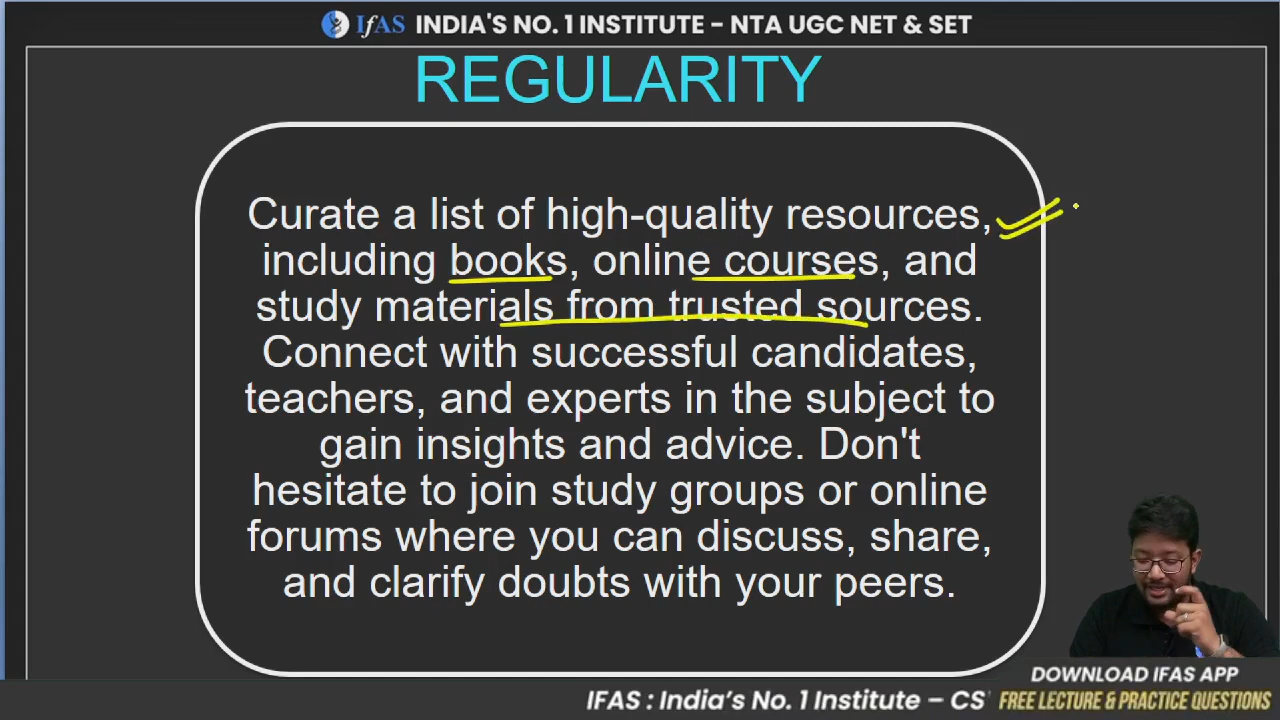 IfAS INDIA'S NO. 1 INSTITUTE - NTA UGC NET & SET
REGULARITY
Curate a list of high-quality resources,
including books, online courses, and
study materials from trusted sources.
Connect with successful candidates,
teachers, and experts in the subject to
gain insights and advice. Don't
hesitate to join study groups or online
forums where you can discuss, share,
and clarify doubts with your peers.
DOWNLOAD IFAS APP
IFAS : India's No. 1 Institute – CS
FREE LECTURE & PRACTICE QUESTIONS